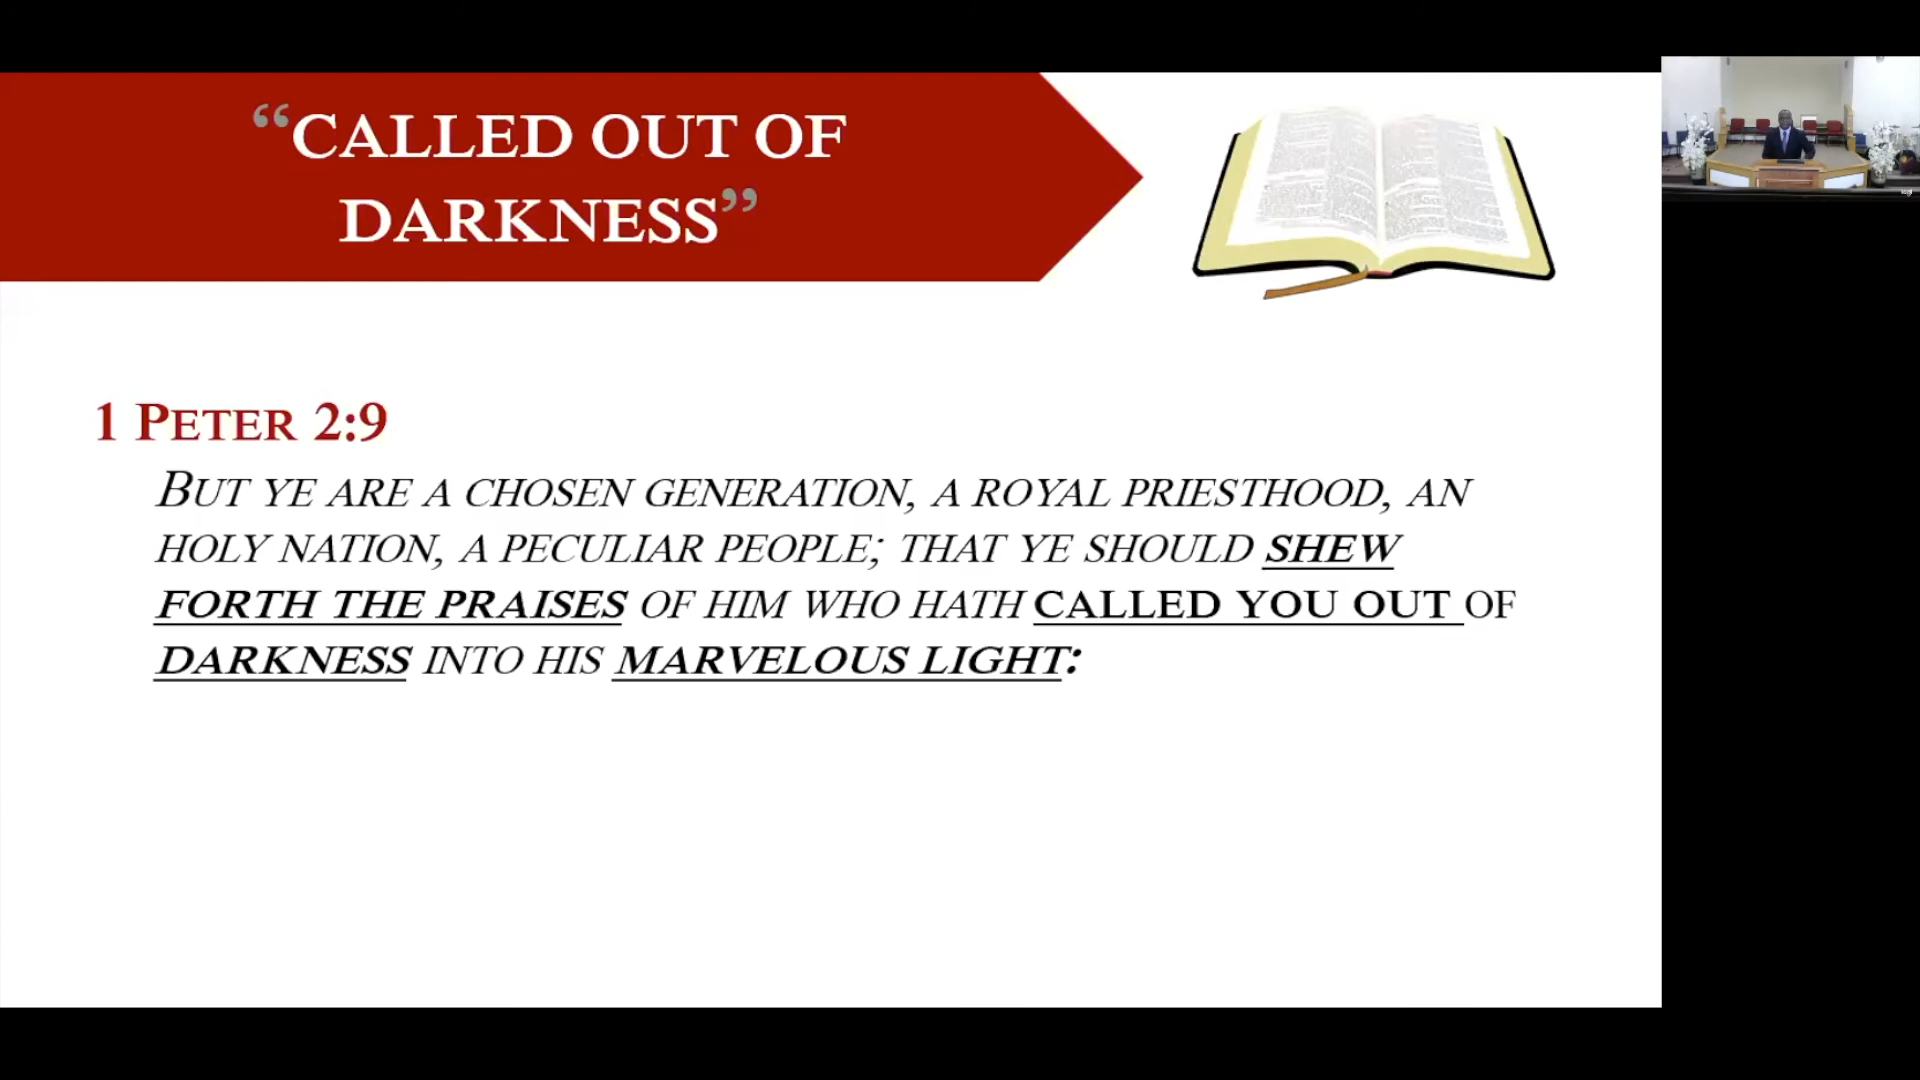 “CALLED OUT OF
DARKNESS”
1 PETER 2:9
BUT YE ARE A CHOSEN GENERATION, A ROYAL PRIESTHOOD, AN
HOLY NATION, A PECULIAR PEOPLE; THAT YE SHOULD SHEW
FORTH THE PRAISES OF HIM WHO HATH CALLED YOU OUT OF
DARKNESS INTO HIS MARVELOUS LIGHT: